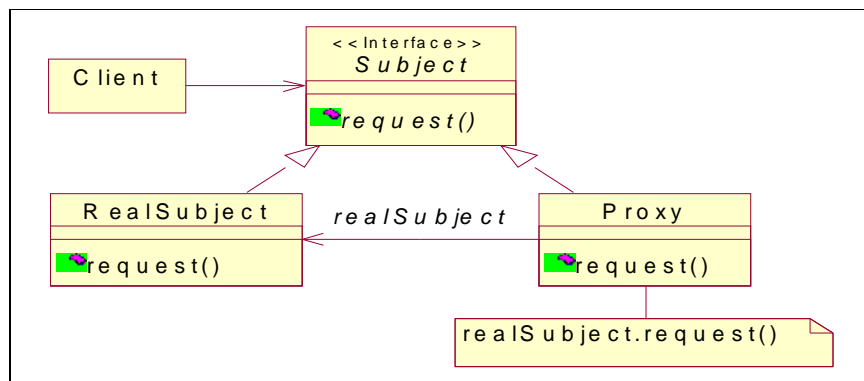 <<Interface>>
Subject
Client
request()
RealSubject
realSubject
Proxy
request()
request()
realSubject.request()